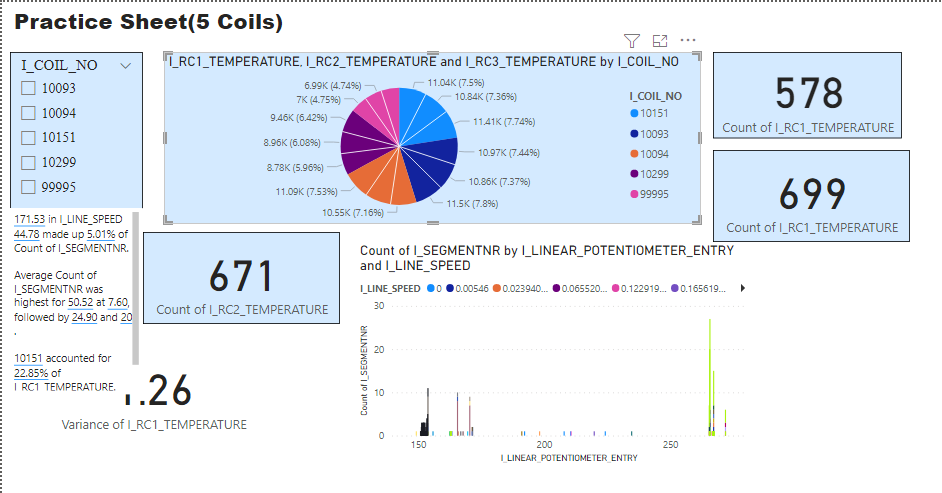 Practice Sheet(5 Coils)
I_COIL_NO
10093
10094
10151
10299
99995
I_RC1_TEMPERATURE, I_RC2_TEMPERATURE and I_RC3_TEMPERATURE by I_COIL_NO
6.99K (4.74%)
7K (4.75%)
9.46K (6.42%)
8.96K (6.08%)
8.78K (5.96%)
11.09K (7.53%)
10.55K (7.16%)
11.04K (7.5%)
10.84K (7.36%)
11.41K (7.74%)
10.97K (7.44%)
10.86K (7.37%)
11.5K (7.8%)
I_COIL_NO
10151
10093
10094
10299
99995
578
Count of I_RC1_TEMPERATURE
699
Count of I_RC1_TEMPERATURE
171.53 in I_LINE_SPEED
44.78 made up 5.01% of
Count of I_SEGMENTNR.
Average Count of
I_SEGMENTNR was
highest for 50.52 at 7.60,
followed by 24.90 and 20
.
10151 accounted for
22.85% of
I_RC1_TEMPERATURE.
671
Count of I_RC2_TEMPERATURE
.26
Variance of I_RC1_TEMPERATURE
Count of I_SEGMENTNR by I_LINEAR_POTENTIOMETER_ENTRY
and I_LINE_SPEED
I_LINE_SPEED 0 0.00546 0.023940... 0.065520... 0.122919... 0.165619...
Count of I_SEGMENTNR
30
20
10
0
150 200 250
I_LINEAR_POTENTIOMETER_ENTRY